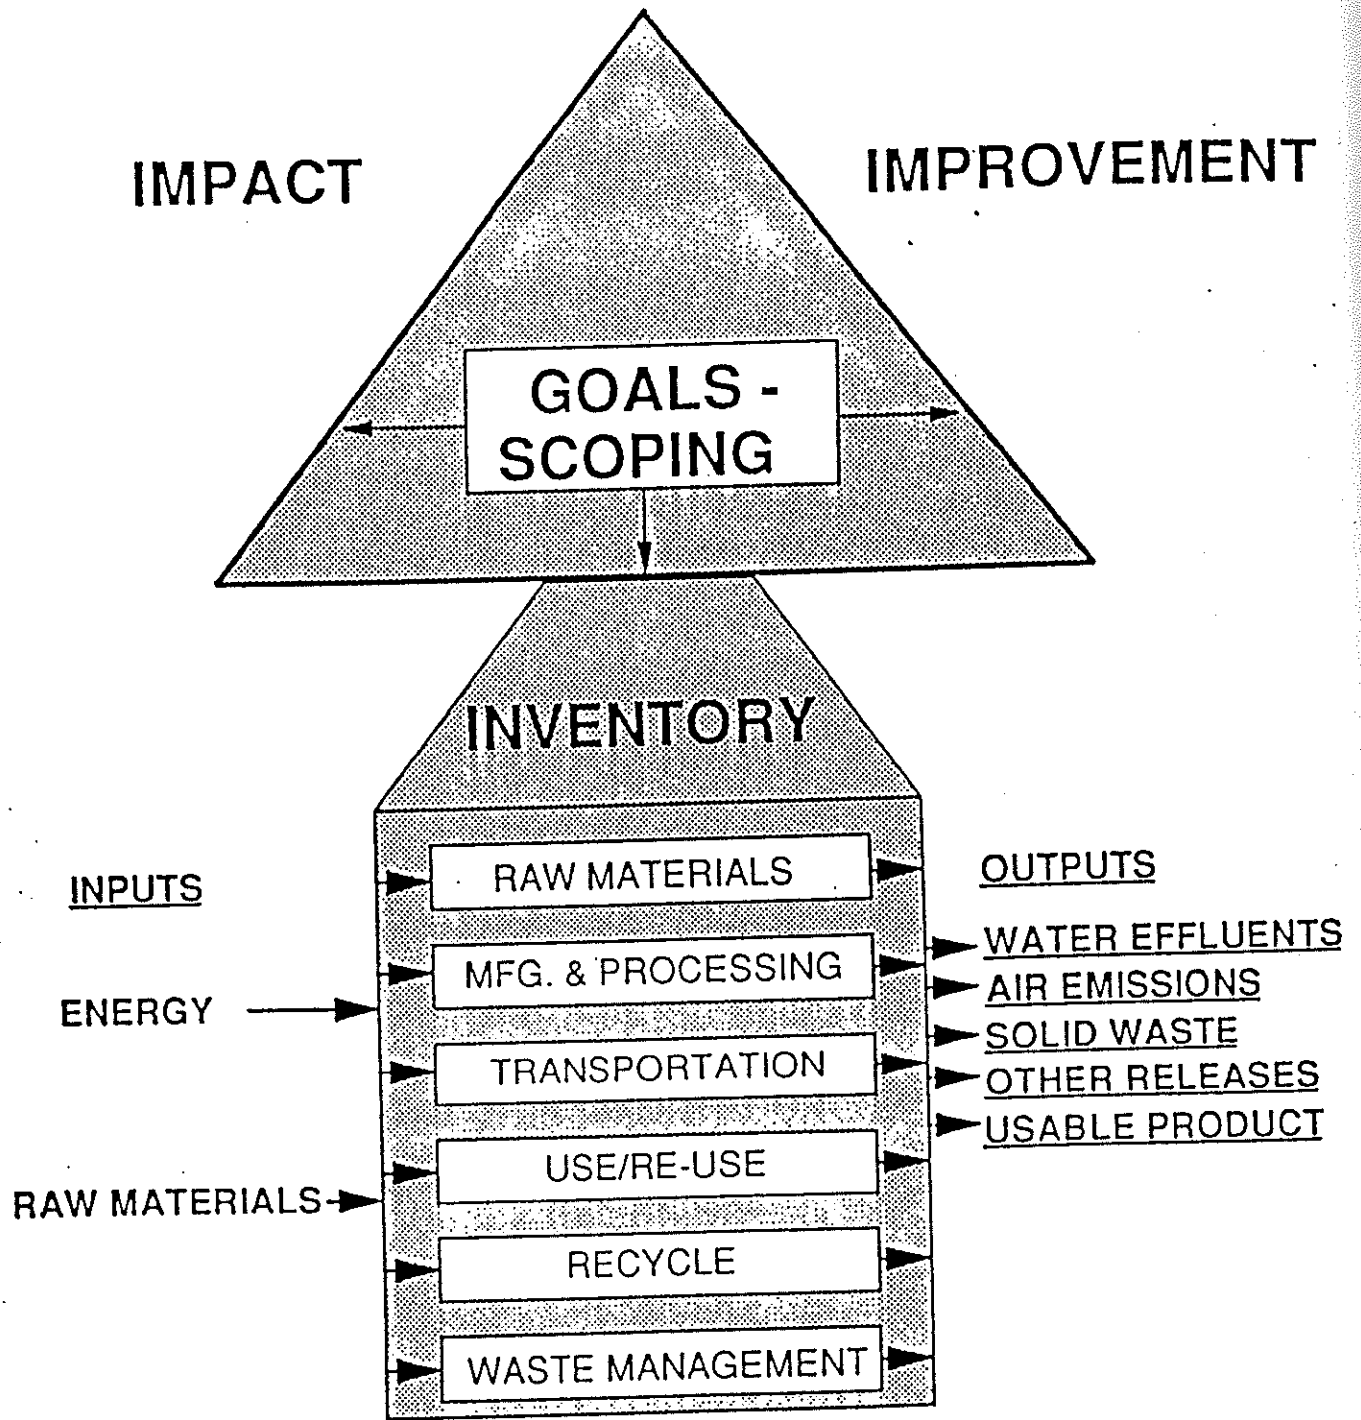 IMPACT
IMPROVEMENT
GOALS -
SCOPING
INVENTORY
INPUTS
ENERGY
RAW MATERIALS
RAW MATERIALS
MFG. & PROCESSING
TRANSPORTATION
USE/RE-USE
RECYCLE
WASTE MANAGEMENT
OUTPUTS
WATER EFFLUENTS
AIR EMISSIONS
SOLID WASTE
OTHER RELEASES
USABLE PRODUCT